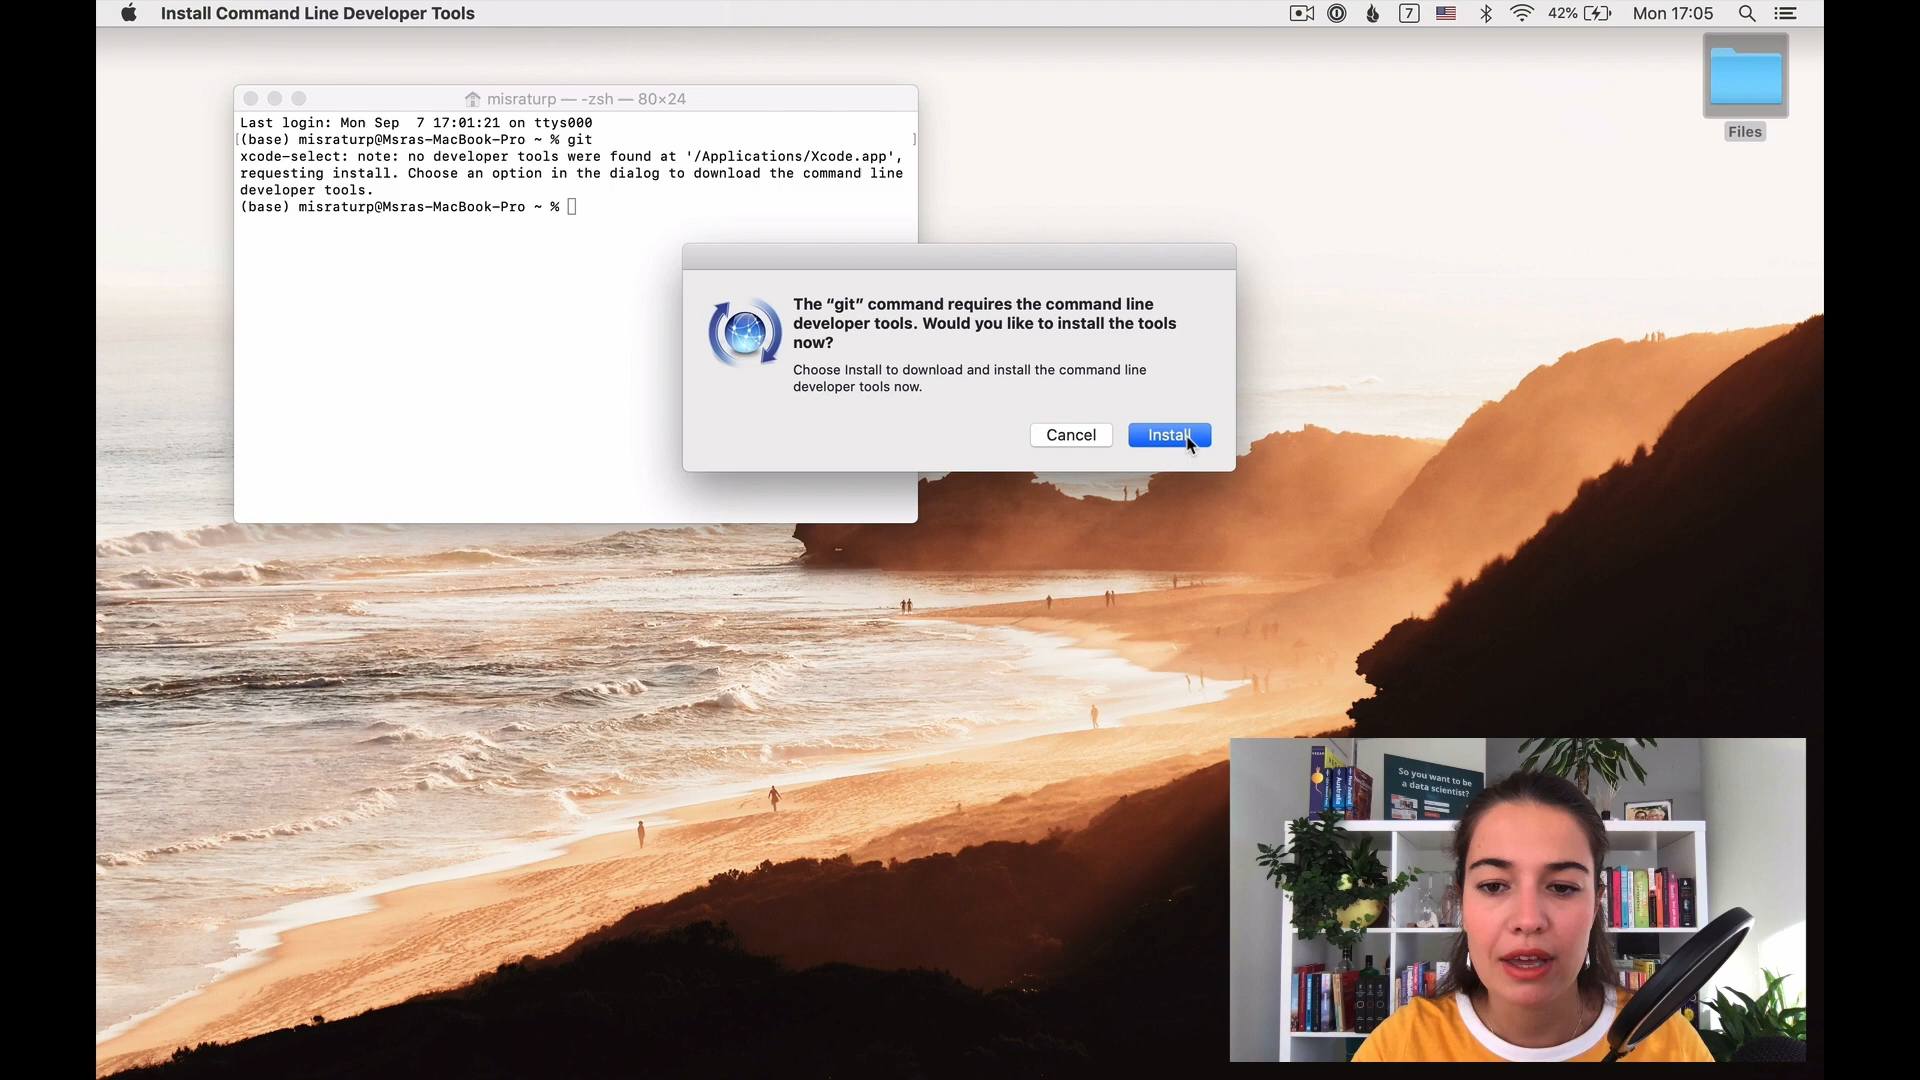 Install Command Line Developer Tools
7
42%
Mon 17:05
Files
misraturp — -zsh — 80×24
Last login: Mon Sep  7 17:01:21 on ttys000
[(base) misraturp@Msras-MacBook-Pro ~ % git ]
xcode-select: note: no developer tools were found at '/Applications/Xcode.app',
requesting install. Choose an option in the dialog to download the command line
developer tools.
(base) misraturp@Msras-MacBook-Pro ~ %
The “git” command requires the command line
developer tools. Would you like to install the tools
now?
Choose Install to download and install the command line
developer tools now.
Cancel
Install
So you want to be
a data scientist?
Australia